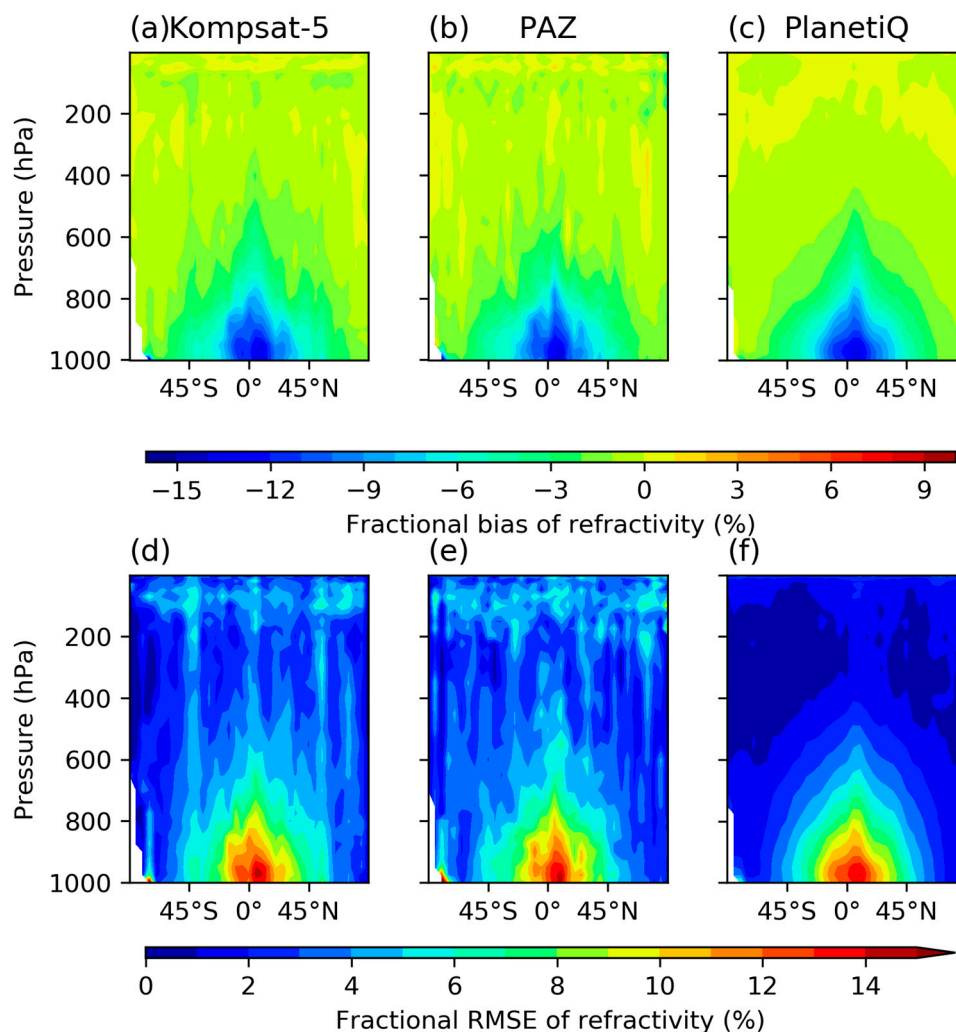 (a)Kompsat-5
(b) PAZ
(c) PlanetiQ
Pressure (hPa)
200
400
600
800
1000
45°S 0° 45°N
45°S 0° 45°N
45°S 0° 45°N
−15 −12 −9 −6 −3 0 3 6 9
Fractional bias of refractivity (%)
(d) (e) (f)
Pressure (hPa)
200
400
600
800
1000
45°S 0° 45°N
45°S 0° 45°N
45°S 0° 45°N
0 2 4 6 8 10 12 14
Fractional RMSE of refractivity (%)